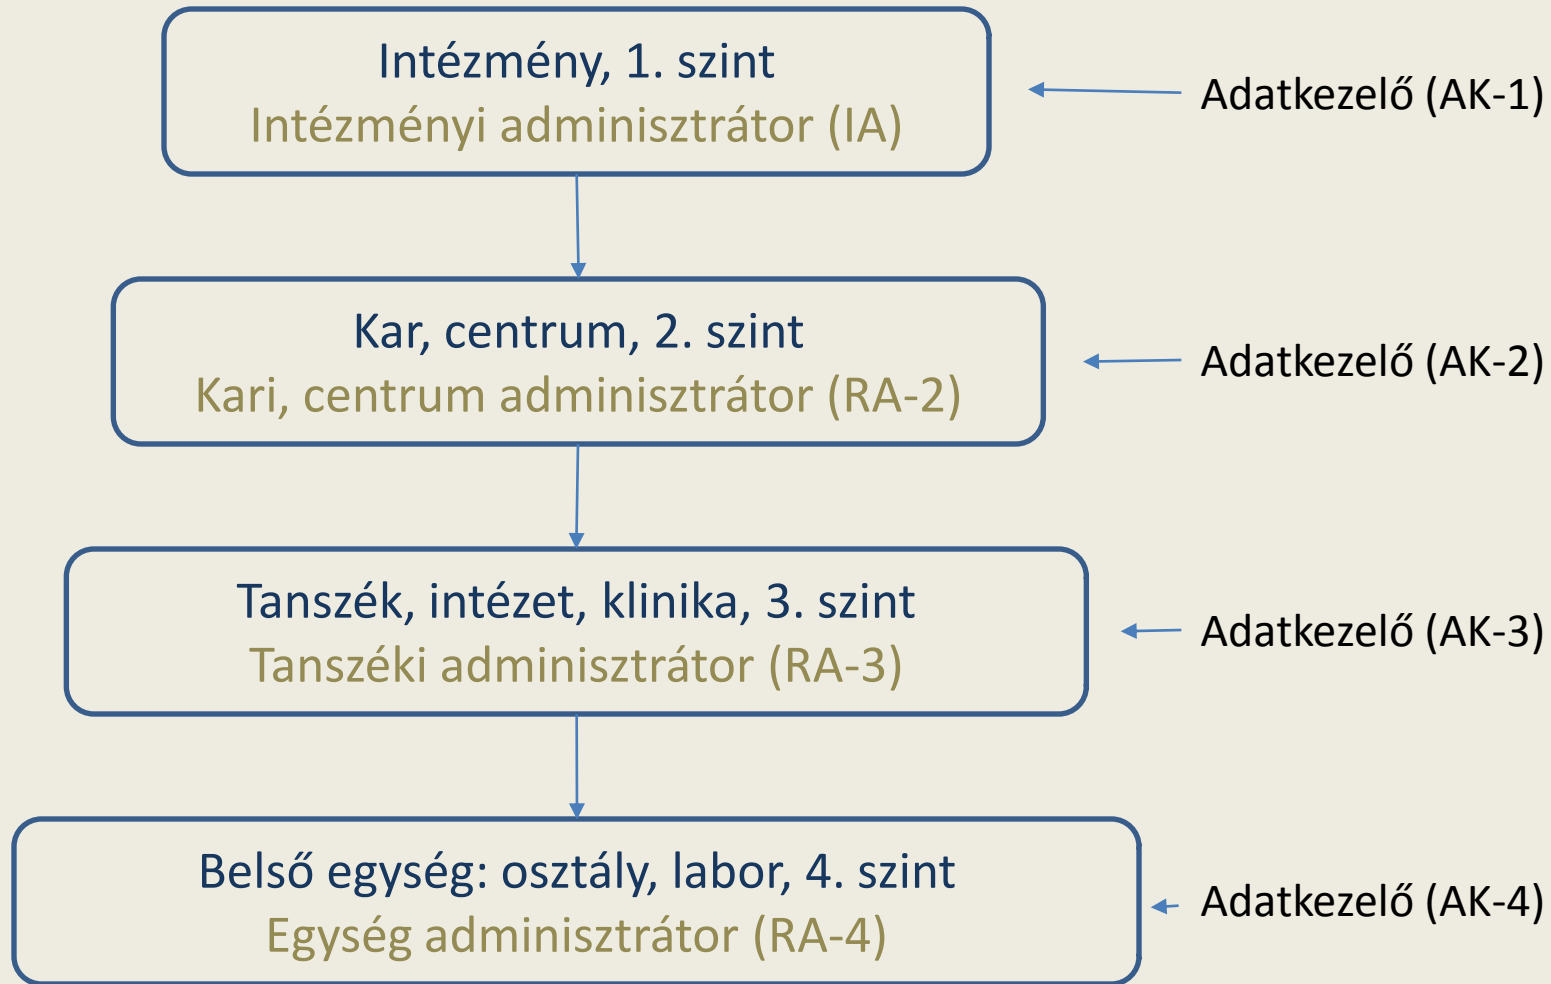 Intézmény, 1. szint
Intézményi adminisztrátor (IA)
Adatkezelő (AK-1)
Kar, centrum, 2. szint
Kari, centrum adminisztrátor (RA-2)
Adatkezelő (AK-2)
Tanszék, intézet, klinika, 3. szint
Tanszéki adminisztrátor (RA-3)
Adatkezelő (AK-3)
Belső egység: osztály, labor, 4. szint
Egység adminisztrátor (RA-4)
Adatkezelő (AK-4)